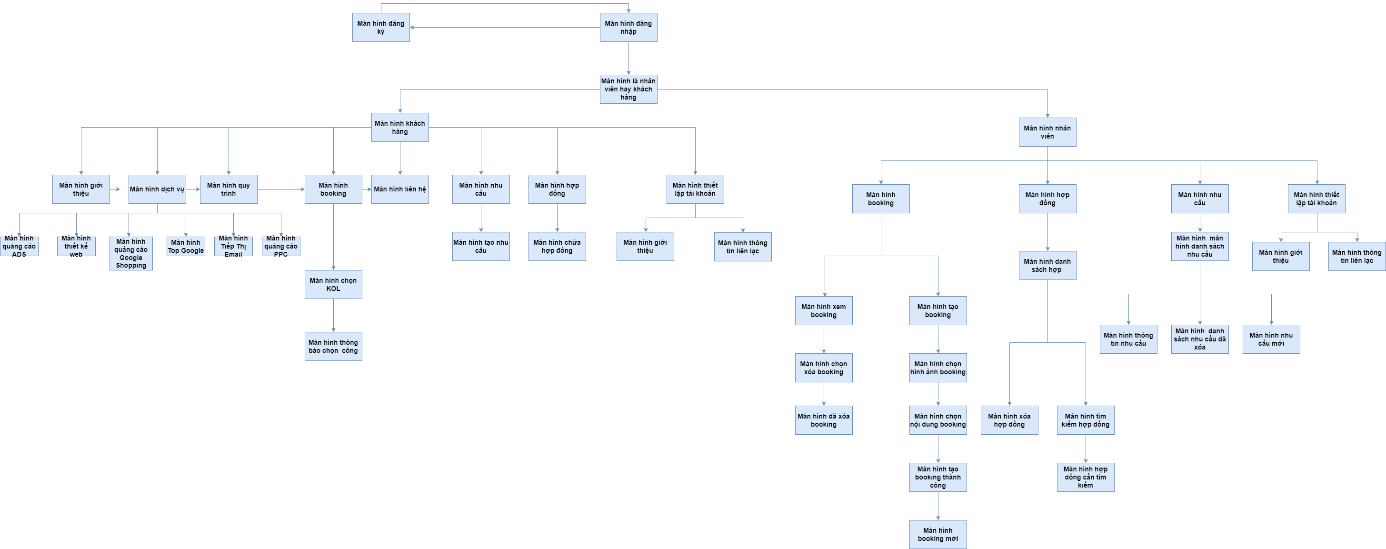 Màn hình đăng
ký
Màn hình đăng
nhập
Màn hình là nhân
viên hay khách
hàng
Màn hình khách
hàng
Màn hình nhân
viên
Màn hình giới
thiệu
Màn hình dịch vụ
Màn hình quy
trình
Màn hình
booking
Màn hình liên hệ
Màn hình nhu
cầu
Màn hình hợp
đồng
Màn hình thiết
lập tài khoản
Màn hình
booking
Màn hình hợp
đồng
Màn hình nhu
cầu
Màn hình thiết
lập tài khoản
Màn hình
quảng cáo
ADS
Màn hình
thiết kế
web
Màn hình
quảng cáo
Google
Shopping
Màn hình
Top Google
Màn hình
Tiếp Thị
Email
Màn hình
quảng cáo
PPC
Màn hình tạo nhu
cầu
Màn hình chứa
hợp đồng
Màn hình giới
thiệu
Màn hình thông
tin liên lạc
Màn hình danh
sách hợp
Màn hình màn
hình danh sách
nhu cầu
Màn hình giới
thiệu
Màn hình thông
tin liên lạc
Màn hình chọn
KOL
Màn hình thông
báo chọn công
Màn hình xem
booking
Màn hình tạo
booking
Màn hình thông
tin nhu cầu
Màn hình danh
sách nhu cầu đã
xóa
Màn hình nhu
cầu mới
Màn hình chọn
xóa booking
Màn hình chọn
hình ảnh booking
Màn hình đã xóa
booking
Màn hình chọn
nội dung booking
Màn hình xóa
hợp đồng
Màn hình tìm
kiếm hợp đồng
Màn hình tạo
booking thành
công
Màn hình hợp
đồng cần tìm
kiếm
Màn hình
booking mới